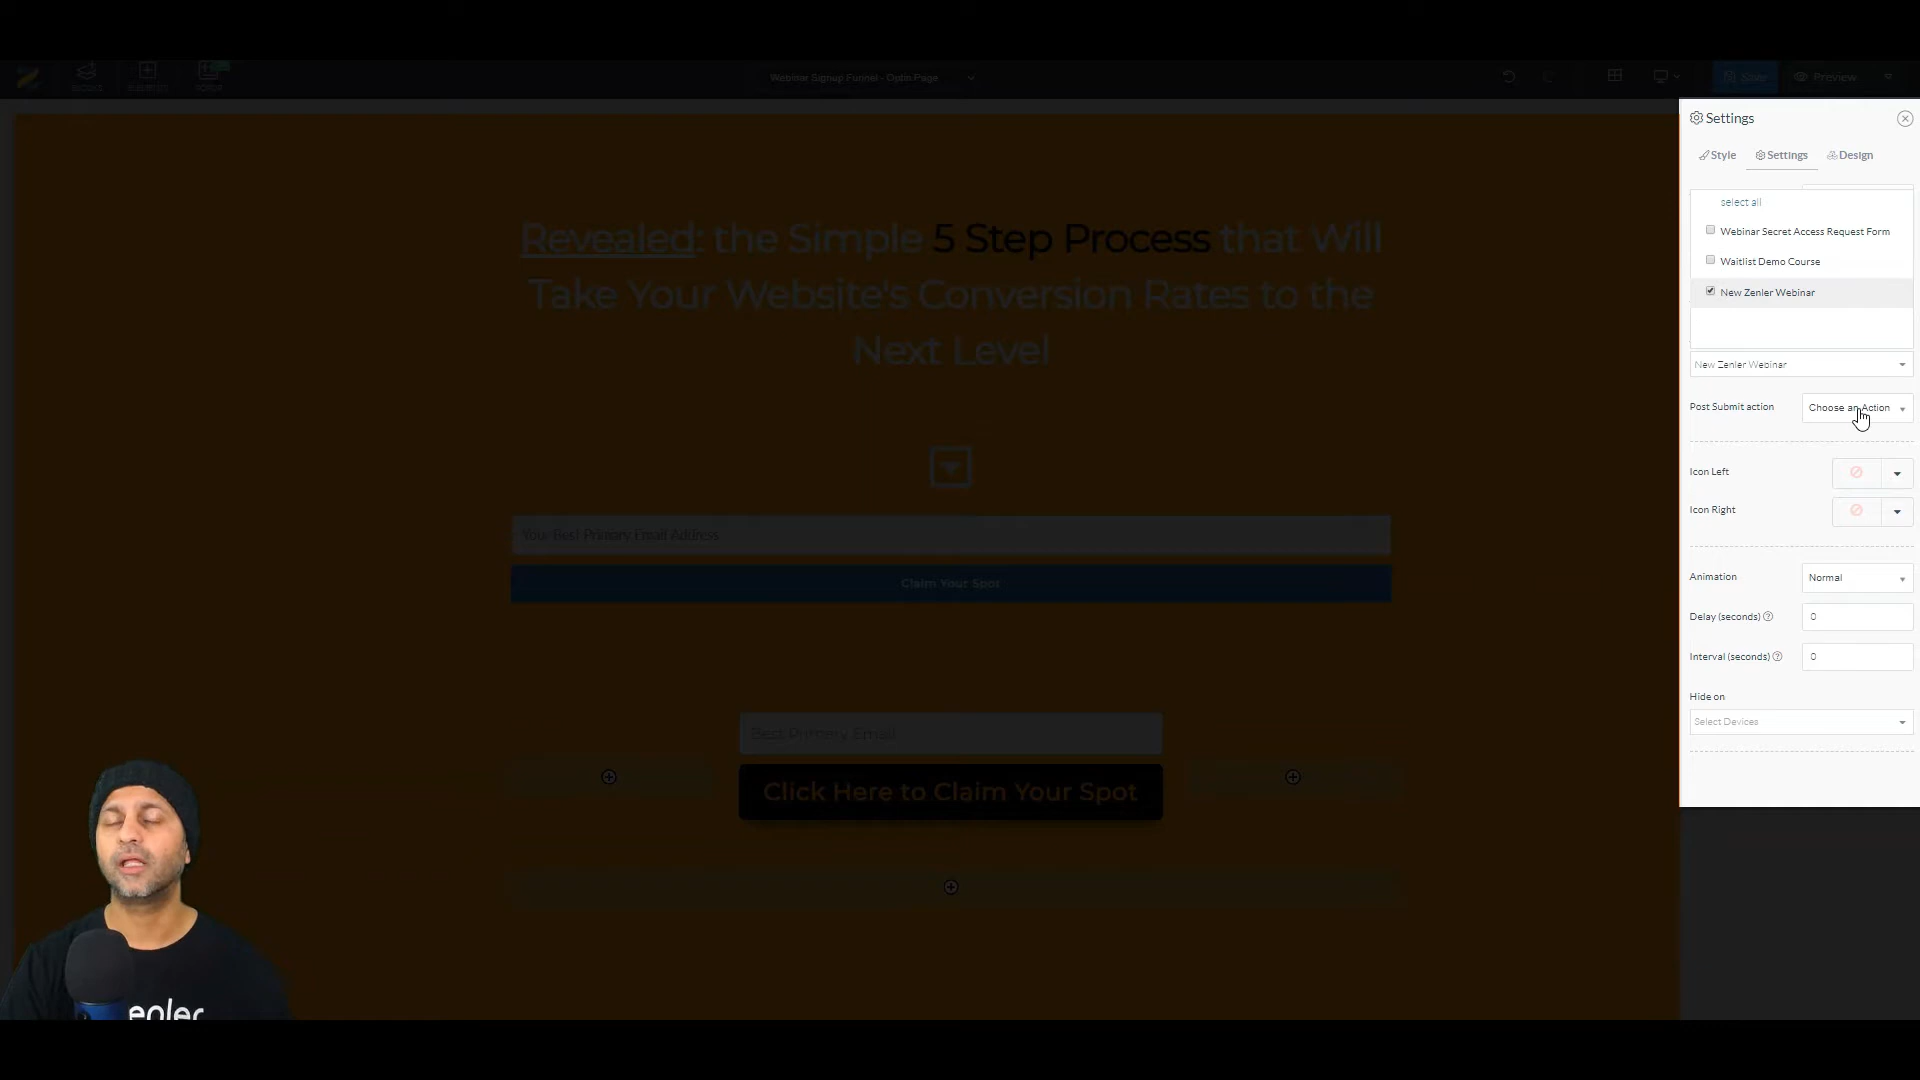 Webinar Signup Funnel - Optin Page
Save
Preview
Settings
Style
Settings
Design
select all
Webinar Secret Access Request Form
Waitlist Demo Course
New Zenler Webinar
New Zenler Webinar
Post Submit action
Choose an Action
Icon Left
Icon Right
Animation
Normal
Delay (seconds)
0
Interval (seconds)
0
Hide on
Select Devices
Revealed: the Simple 5 Step Process that Will
Take Your Website's Conversion Rates to the
Next Level
Your Best Primary Email Address
Claim Your Spot
Best Primary Email
Click Here to Claim Your Spot